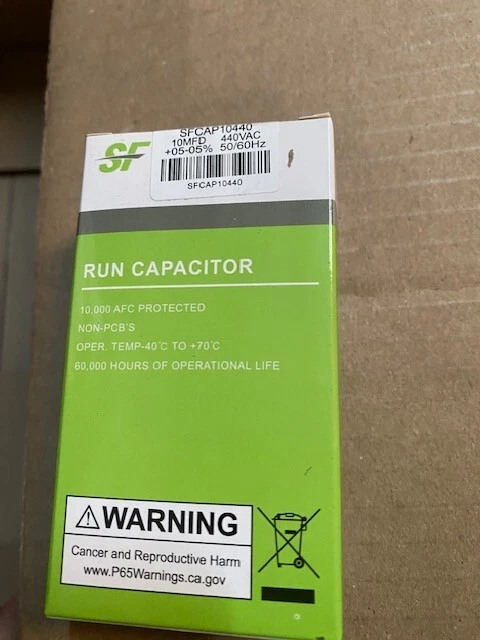 SF
SFCAP10440
10MFD 440VAC
+05-05% 50/60Hz
SFCAP10440
RUN CAPACITOR
10,000 AFC PROTECTED
NON-PCB'S
OPER. TEMP-40℃ TO +70℃
60,000 HOURS OF OPERATIONAL LIFE
⚠WARNING
Cancer and Reproductive Harm
www.P65Warnings.ca.gov